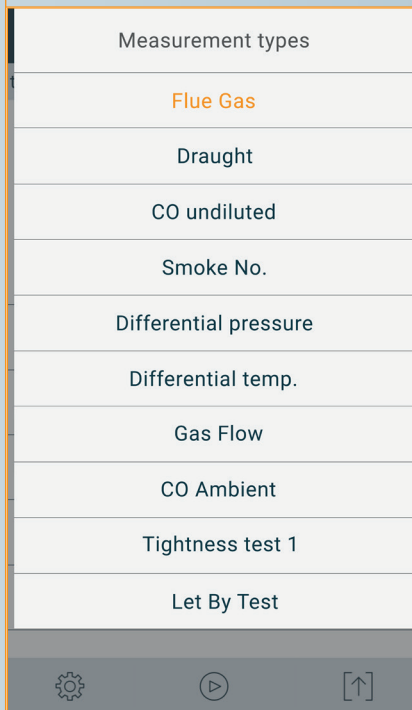 Measurement types
t
Flue Gas
Draught
CO undiluted
Smoke No.
Differential pressure
Differential temp.
Gas Flow
CO Ambient
Tightness test 1
Let By Test